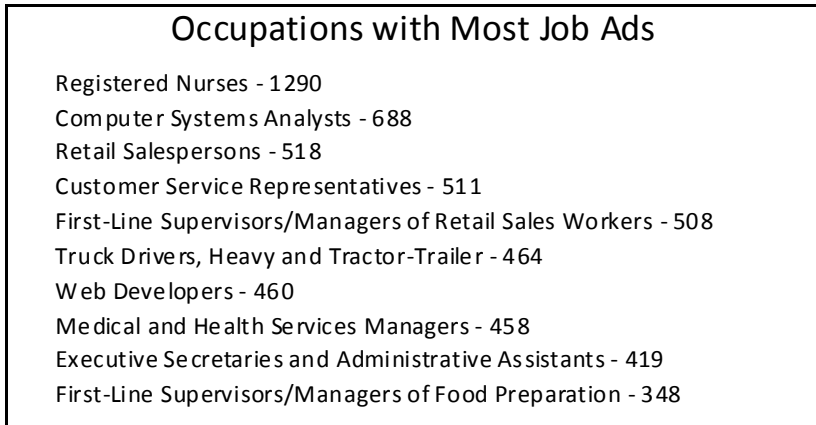 Occupations with Most Job Ads
Registered Nurses - 1290
Computer Systems Analysts - 688
Retail Salespersons - 518
Customer Service Representatives - 511
First-Line Supervisors/Managers of Retail Sales Workers - 508
Truck Drivers, Heavy and Tractor-Trailer - 464
Web Developers - 460
Medical and Health Services Managers - 458
Executive Secretaries and Administrative Assistants - 419
First-Line Supervisors/Managers of Food Preparation - 348